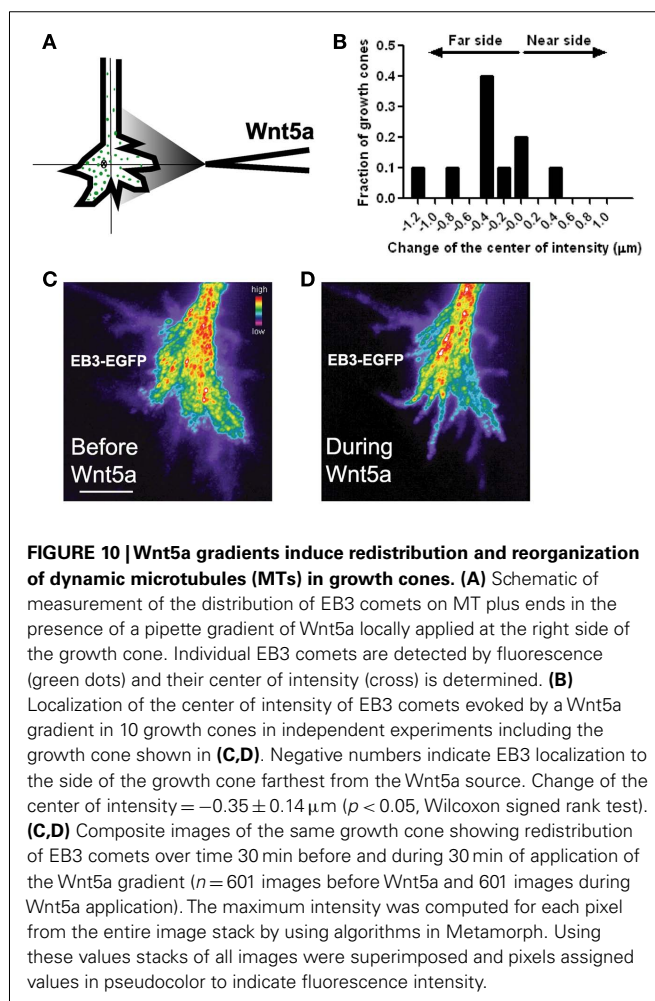 A
Wnt5a
B
Far side Near side
Fraction of growth cones
0.5
0.4
0.3
0.2
0.1
0.0
-1.2 -1.0 -0.8 -0.6 -0.4 -0.2 -0.0 0.2 0.4 0.6 0.8 1.0
Change of the center of intensity (μm)
C
high
low
EB3-EGFP
Before
Wnt5a
D
EB3-EGFP
During
Wnt5a
FIGURE 10 | Wnt5a gradients induce redistribution and reorganization
of dynamic microtubules (MTs) in growth cones. (A) Schematic of
measurement of the distribution of EB3 comets on MT plus ends in the
presence of a pipette gradient of Wnt5a locally applied at the right side of
the growth cone. Individual EB3 comets are detected by fluorescence
(green dots) and their center of intensity (cross) is determined. (B)
Localization of the center of intensity of EB3 comets evoked by a Wnt5a
gradient in 10 growth cones in independent experiments including the
growth cone shown in (C,D). Negative numbers indicate EB3 localization to
the side of the growth cone farthest from the Wnt5a source. Change of the
center of intensity = −0.35 ± 0.14 μm (p < 0.05, Wilcoxon signed rank test).
(C,D) Composite images of the same growth cone showing redistribution
of EB3 comets over time 30 min before and during 30 min of application of
the Wnt5a gradient (n = 601 images before Wnt5a and 601 images during
Wnt5a application). The maximum intensity was computed for each pixel
from the entire image stack by using algorithms in Metamorph. Using
these values stacks of all images were superimposed and pixels assigned
values in pseudocolor to indicate fluorescence intensity.